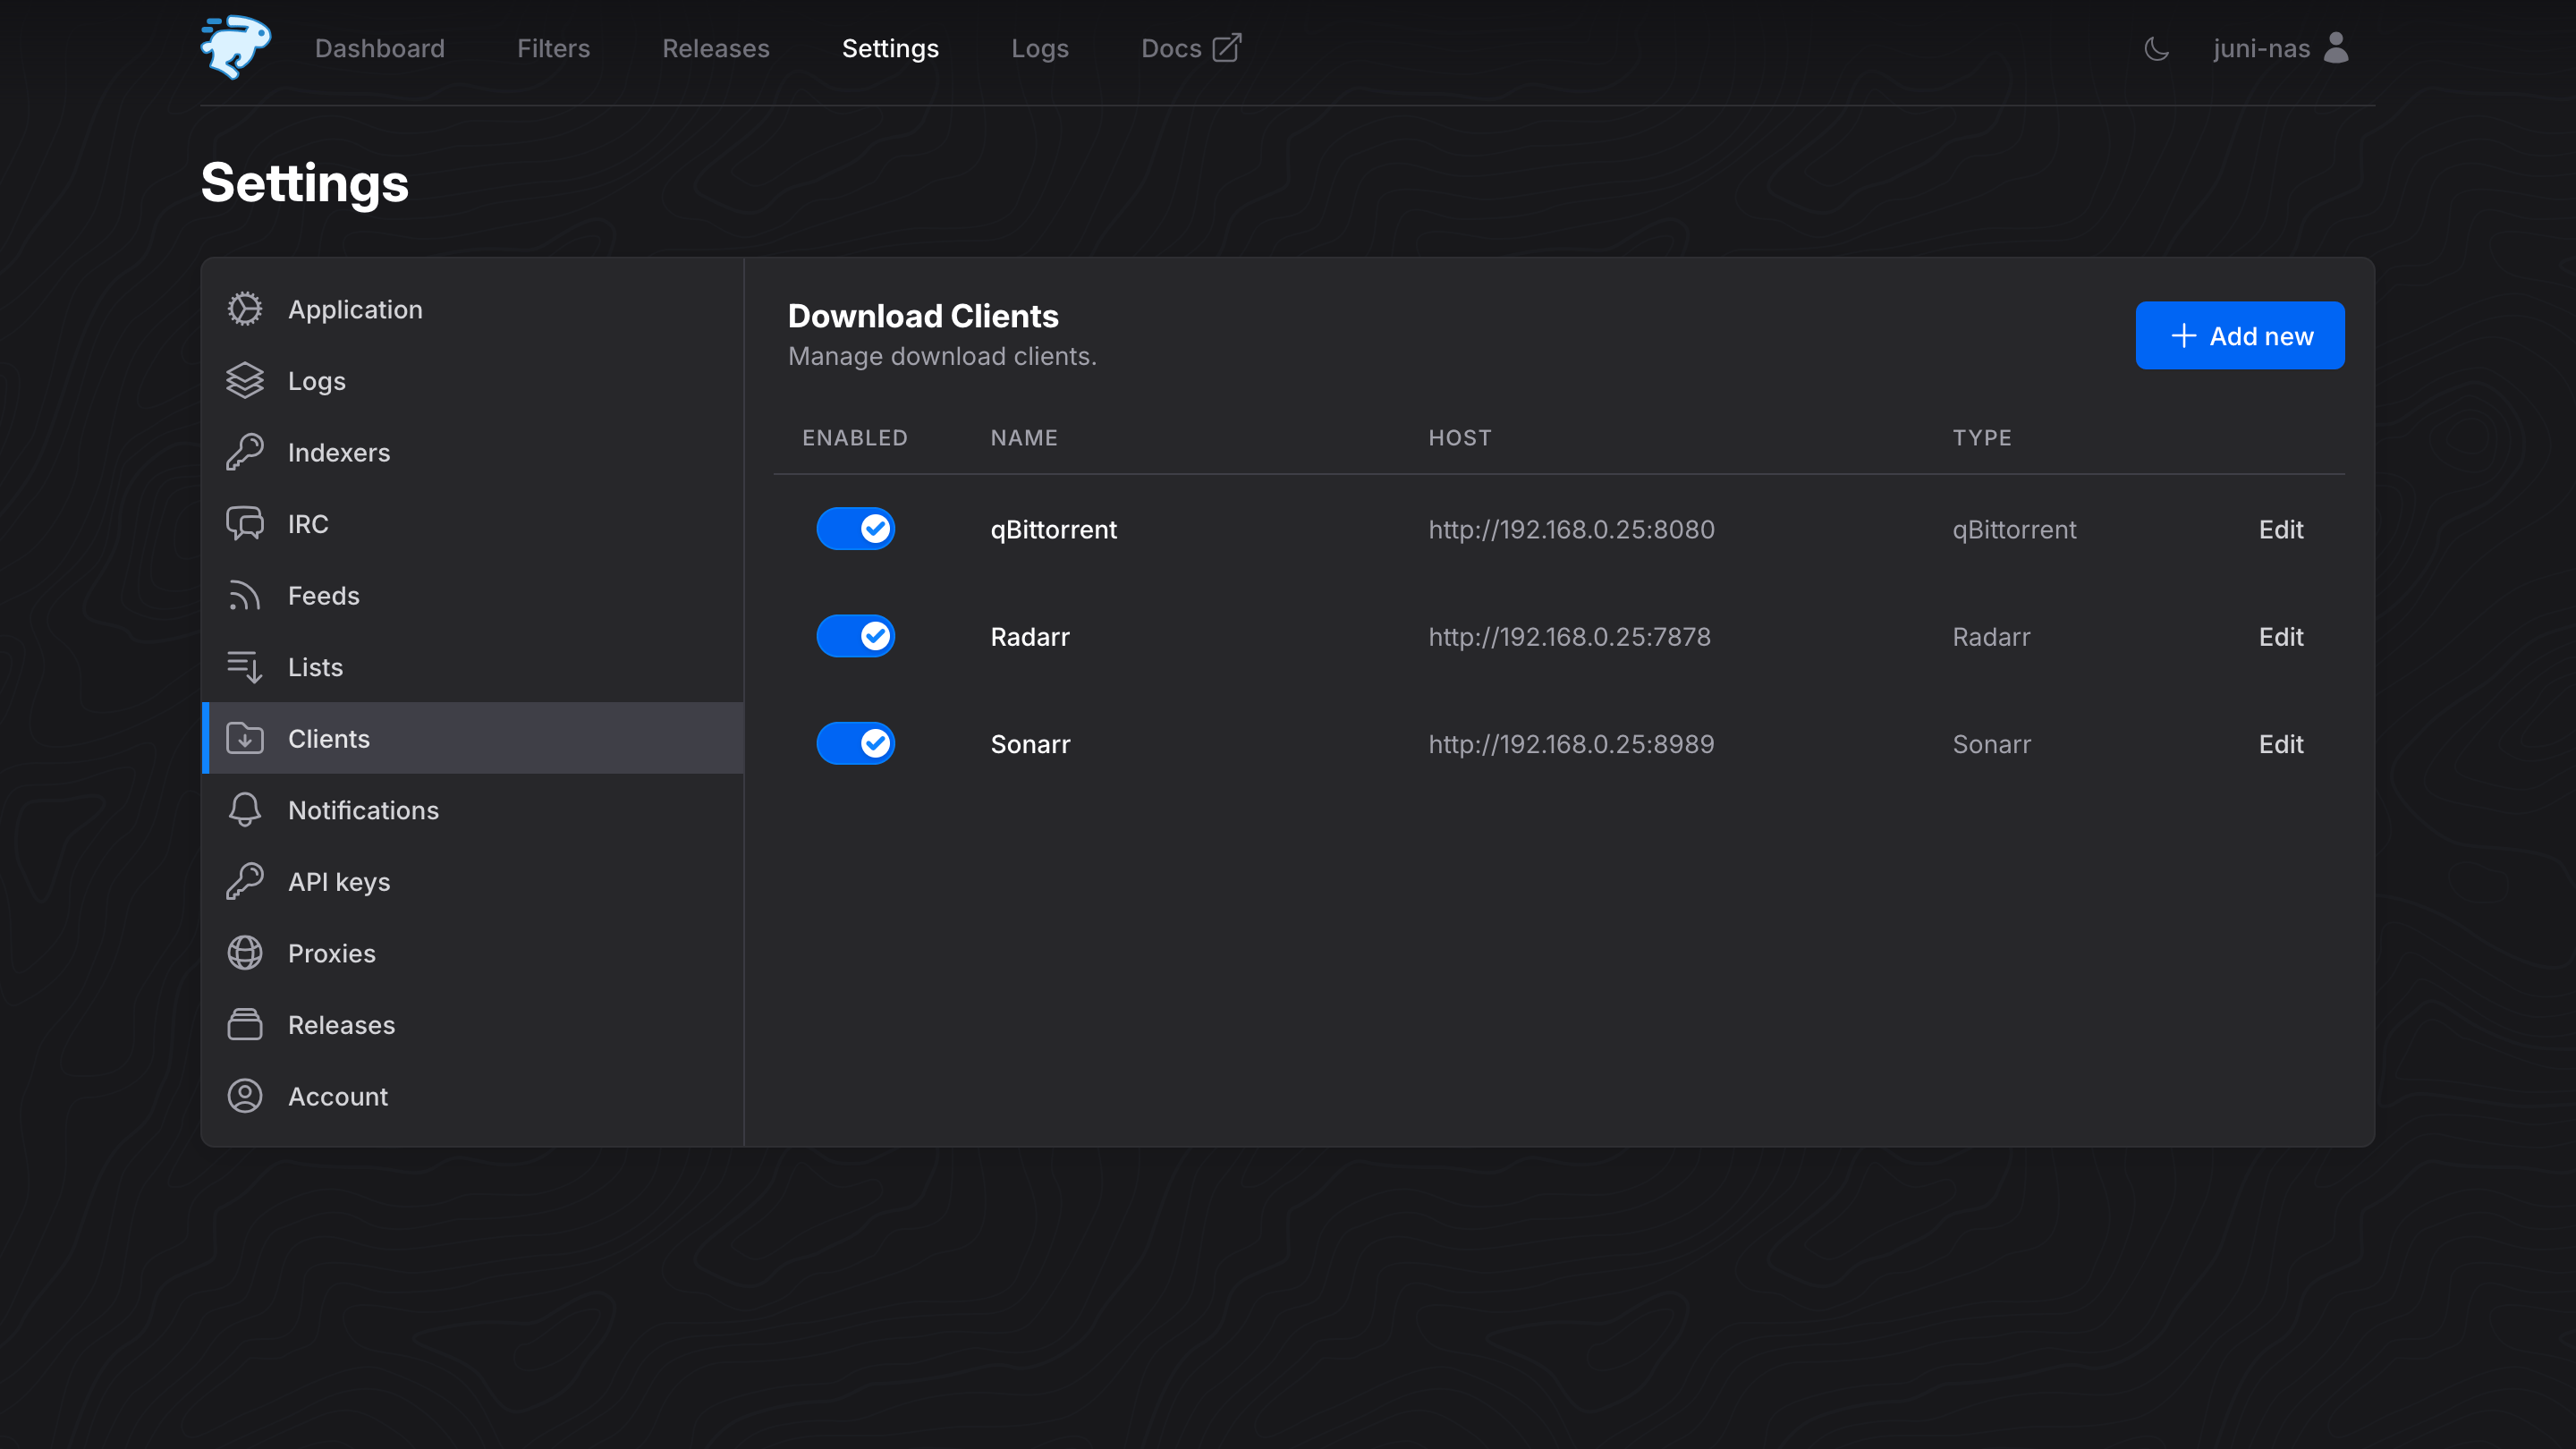 Dashboard Filters Releases Settings Logs Docs juni-nas
Settings
Application
Logs
Indexers
IRC
Feeds
Lists
Clients
Notifications
API keys
Proxies
Releases
Account
Download Clients
Manage download clients.
Add new
ENABLED NAME HOST TYPE
qBittorrent http://192.168.0.25:8080 qBittorrent Edit
Radarr http://192.168.0.25:7878 Radarr Edit
Sonarr http://192.168.0.25:8989 Sonarr Edit